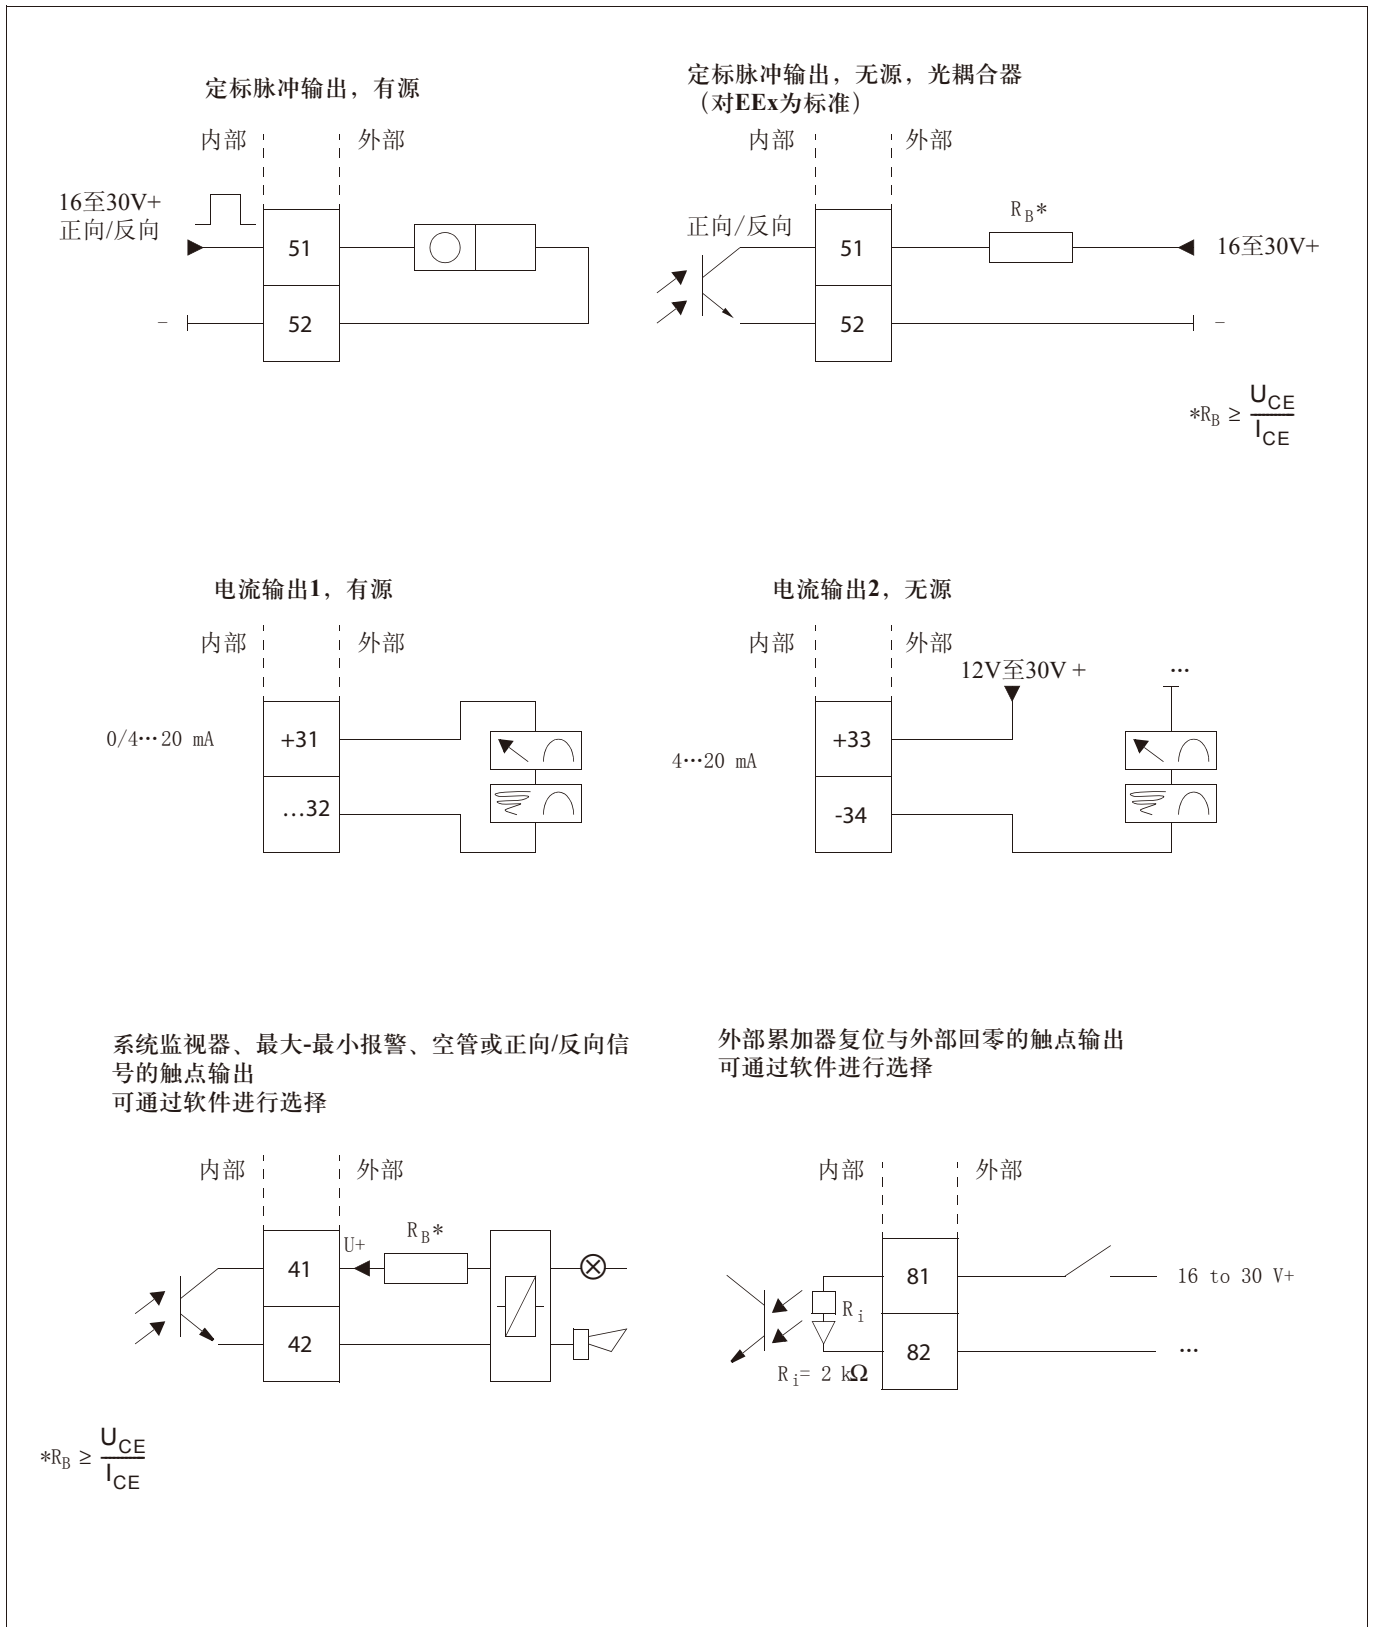 定标脉冲输出，有源
内部 外部
16至30V+
正向/反向
51
–
52
定标脉冲输出，无源，光耦合器
（对EEx为标准）
内部 外部
正向/反向
51
R_B*
16至30V+
52
–
*R_B ≥ U_CE / I_CE
电流输出1，有源
内部 外部
0/4…20 mA
+31
…32
电流输出2，无源
内部 外部
12V至30V +
…
4…20 mA
+33
-34
系统监视器、最大-最小报警、空管或正向/反向信
号的触点输出
可通过软件进行选择
内部 外部
41
U+
R_B*
42
*R_B ≥ U_CE / I_CE
外部累加器复位与外部回零的触点输出
可通过软件进行选择
内部 外部
81
16 to 30 V+
R_i
82
…
R_i= 2 kΩ